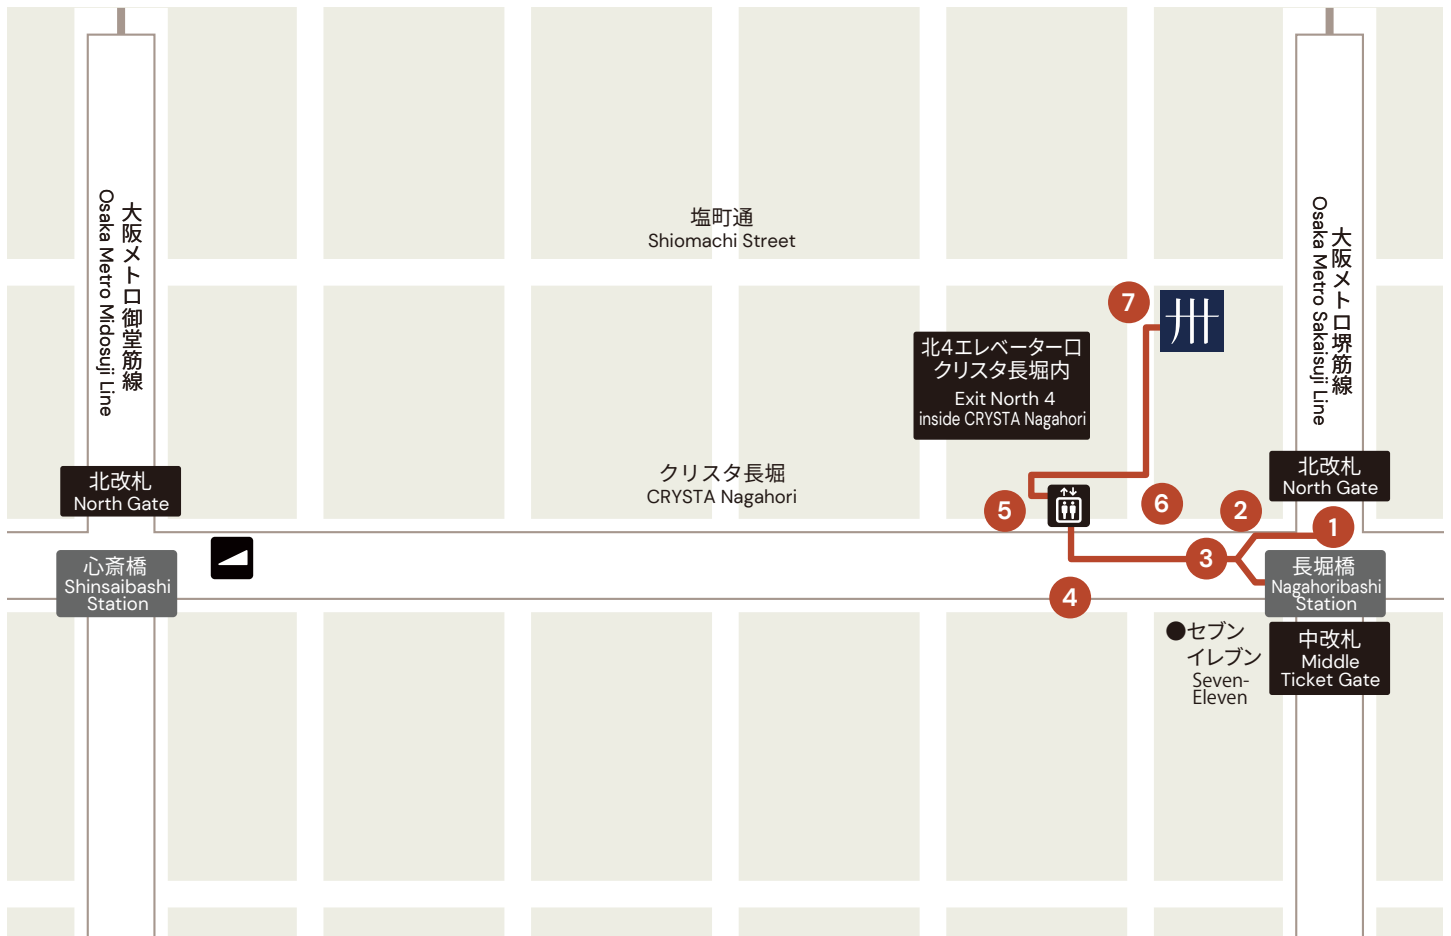 大阪メトロ御堂筋線
Osaka Metro Midosuji Line
北改札
North Gate
心斎橋
Shinsaibashi
Station
塩町通
Shiomachi Street
クリスタ長堀
CRYSTA Nagahori
北4エレベーター口
クリスタ長堀内
Exit North 4
inside CRYSTA Nagahori
7
卅
5
6
2
1
3
4
大阪メトロ堺筋線
Osaka Metro Sakaisuji Line
北改札
North Gate
長堀橋
Nagahoribashi
Station
中改札
Middle
Ticket Gate
セブン
イレブン
Seven-
Eleven